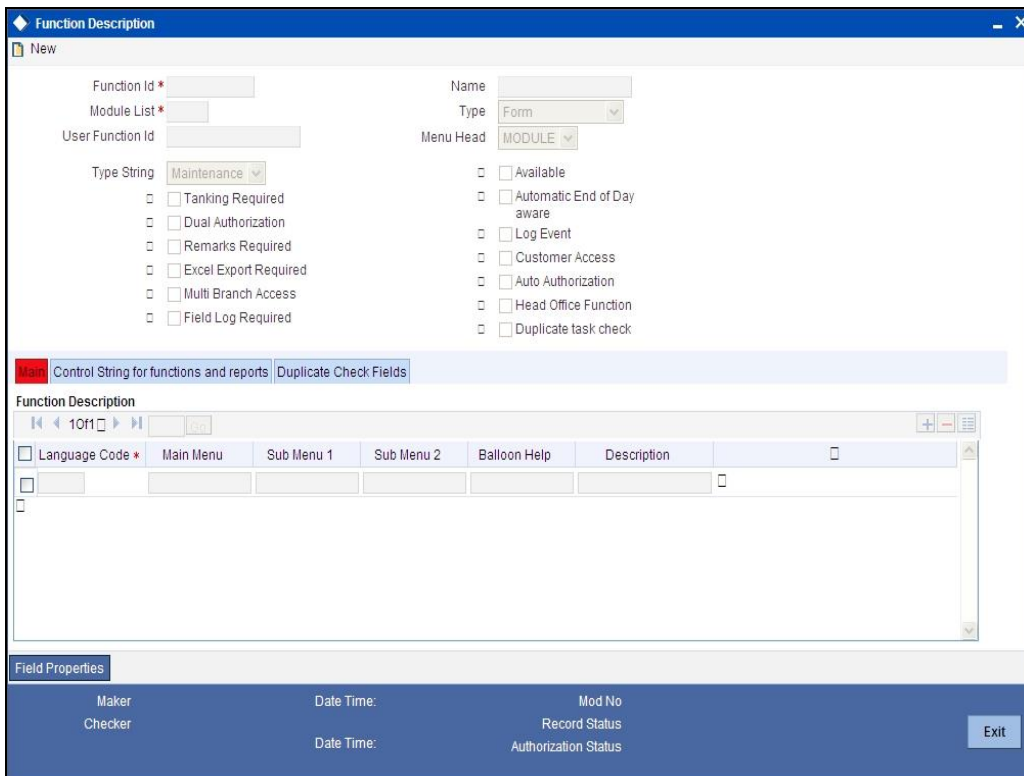 Function Description
New
Function Id * Name
Module List * Type Form
User Function Id Menu Head MODULE
Type String Maintenance Available
Tanking Required Automatic End of Day aware
Dual Authorization Log Event
Remarks Required Customer Access
Excel Export Required Auto Authorization
Multi Branch Access Head Office Function
Field Log Required Duplicate task check
Main Control String for functions and reports Duplicate Check Fields
Function Description
1Of1 Go
Language Code * Main Menu Sub Menu 1 Sub Menu 2 Balloon Help Description
Field Properties
Maker Date Time: Mod No
Checker Record Status
Date Time: Authorization Status
Exit